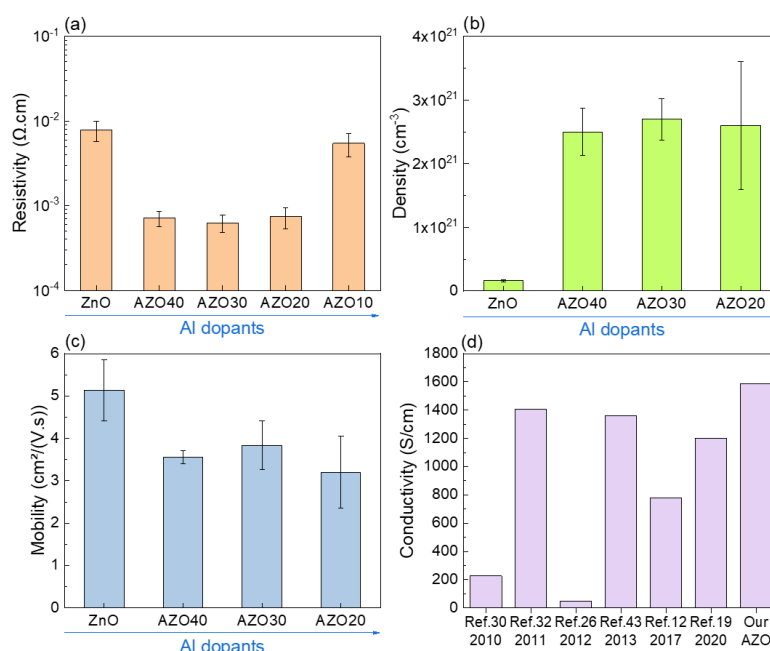 (a)
Resistivity (Ω.cm)
10⁻¹
10⁻²
10⁻³
10⁻⁴
ZnO AZO40 AZO30 AZO20 AZO10
Al dopants
(b)
Density (cm⁻³)
4x10²¹
3x10²¹
2x10²¹
1x10²¹
0
ZnO AZO40 AZO30 AZO20
Al dopants
(c)
Mobility (cm²/(V.s))
6
5
4
3
2
1
0
ZnO AZO40 AZO30 AZO20
Al dopants
(d)
Conductivity (S/cm)
1800
1600
1400
1200
1000
800
600
400
200
0
Ref.30 Ref.32 Ref.26 Ref.43 Ref.12 Ref.19 Our
2010 2011 2012 2013 2017 2020 AZO